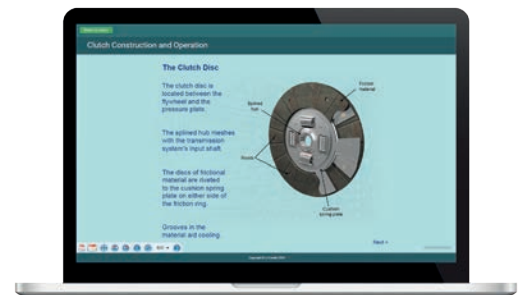 Clutch Construction and Operation
The Clutch Disc
The clutch disc is
located between the
flywheel and the
pressure plate.
The splined hub meshes
with the transmission
system's input shaft.
The discs of frictional
material are riveted
to the cushion spring
plate on either side of
the friction ring.
Grooves in the
material aid cooling
Friction
material
Splined
hub
Rivets
Cushion
spring plate
Next >